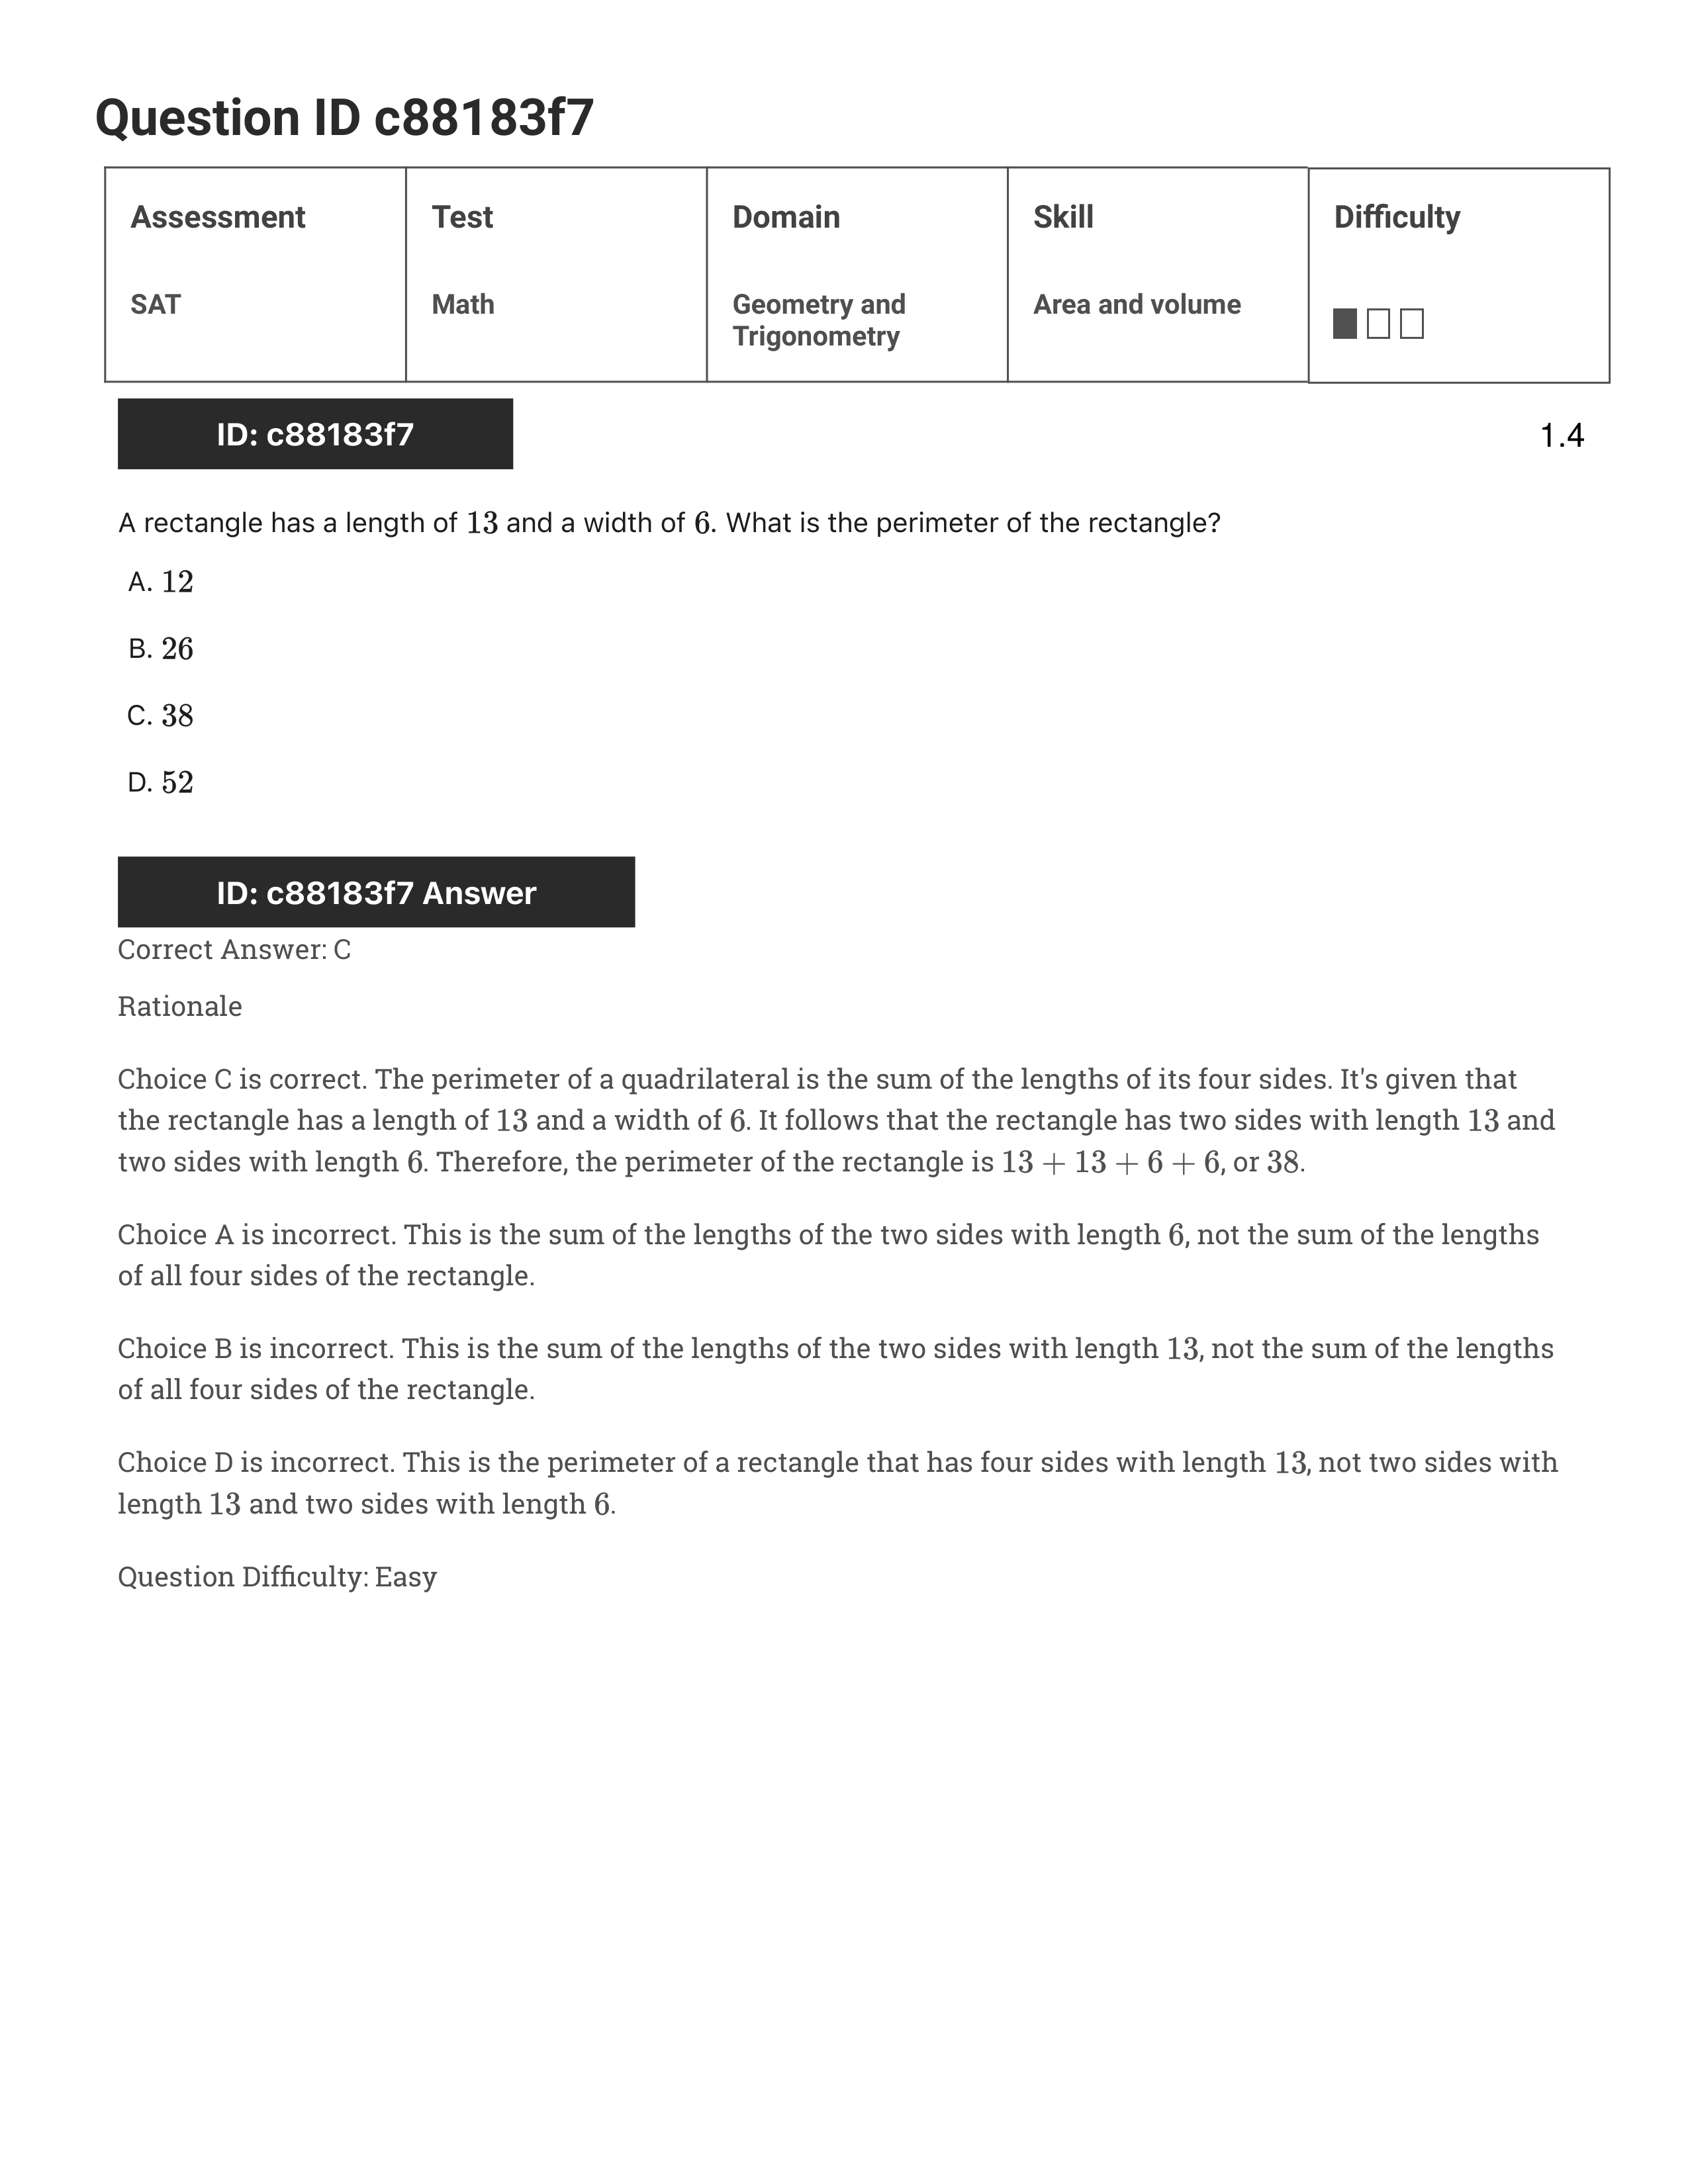 Question ID c88183f7
Assessment
Test
Domain
Skill
Difficulty
SAT
Math
Geometry and
Trigonometry
Area and volume
ID: c88183f7
1.4
A rectangle has a length of 13 and a width of 6. What is the perimeter of the rectangle?
A. 12
B. 26
C. 38
D. 52
ID: c88183f7 Answer
Correct Answer: C
Rationale
Choice C is correct. The perimeter of a quadrilateral is the sum of the lengths of its four sides. It's given that
the rectangle has a length of 13 and a width of 6. It follows that the rectangle has two sides with length 13 and
two sides with length 6. Therefore, the perimeter of the rectangle is 13 + 13 + 6 + 6, or 38.
Choice A is incorrect. This is the sum of the lengths of the two sides with length 6, not the sum of the lengths
of all four sides of the rectangle.
Choice B is incorrect. This is the sum of the lengths of the two sides with length 13, not the sum of the lengths
of all four sides of the rectangle.
Choice D is incorrect. This is the perimeter of a rectangle that has four sides with length 13, not two sides with
length 13 and two sides with length 6.
Question Difficulty: Easy